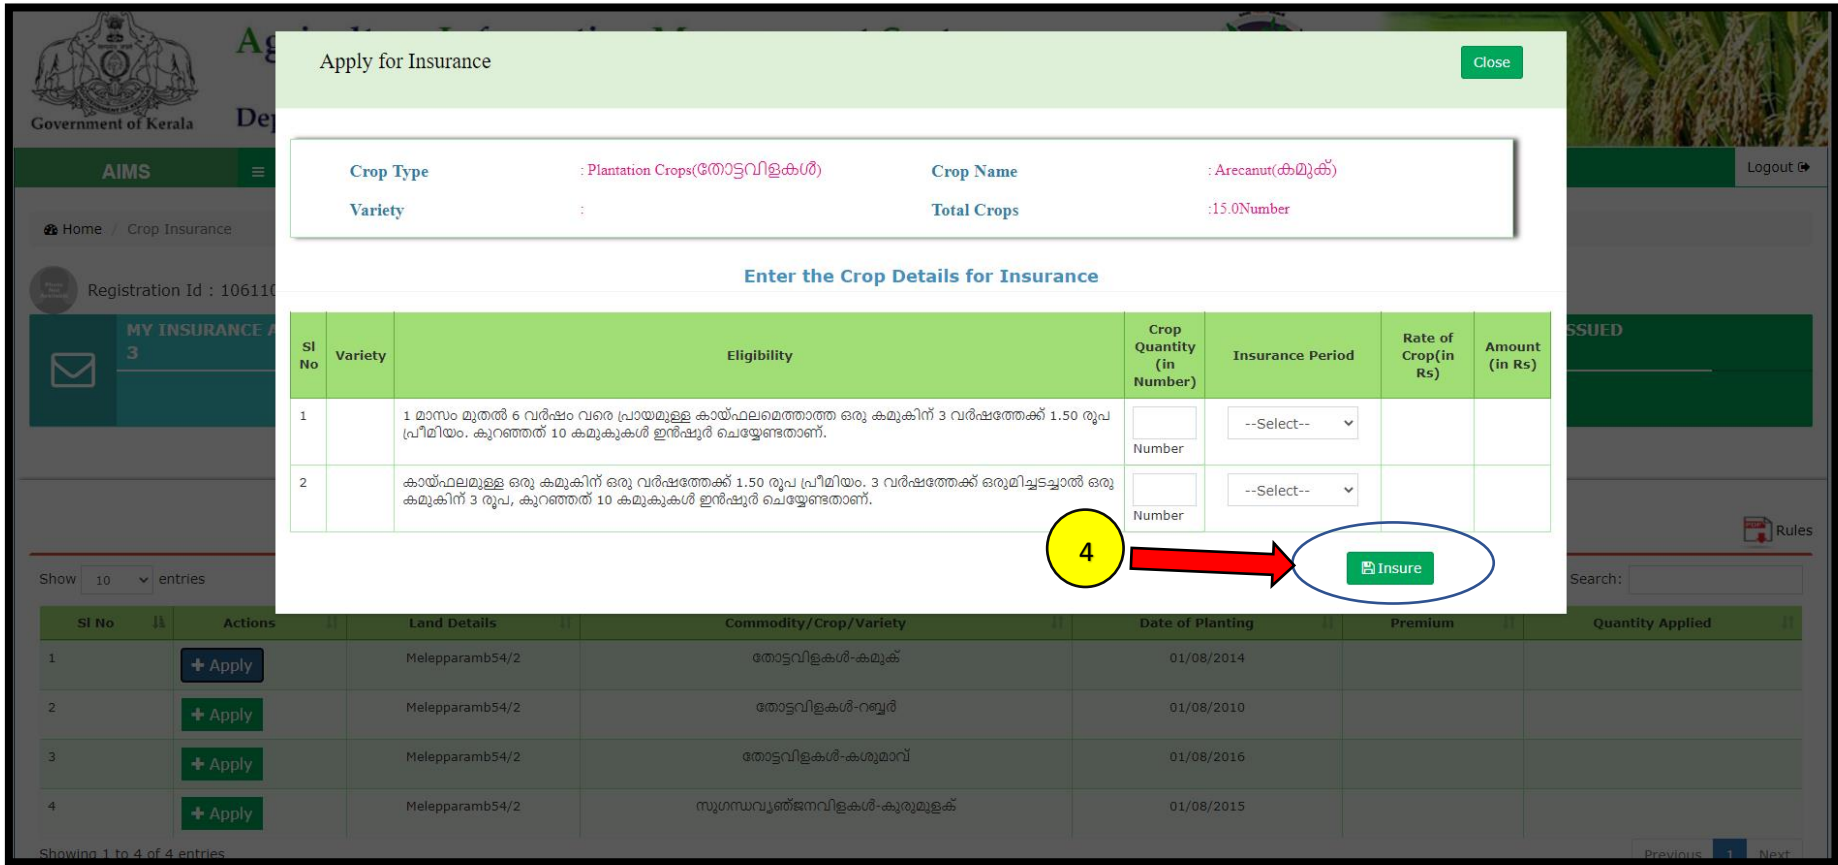 Government of Kerala
Apply for Insurance
Close
AIMS
Logout
Crop Type : Plantation Crops(തോട്ടവിളകൾ) Crop Name : Arecanut(കമുക്)
Variety : Total Crops :15.0Number
Home / Crop Insurance
Enter the Crop Details for Insurance
Registration Id : 106110
MY INSURANCE
3
Sl No Variety Eligibility Crop Quantity (in Number) Insurance Period Rate of Crop(in Rs) Amount (in Rs)
1 1 മാസം മുതൽ 6 വർഷം വരെ പ്രായമുള്ള കായ്ഫലമെത്താത്ത ഒരു കമുകിന് 3 വർഷത്തേക്ക് 1.50 രൂപ
പ്രീമിയം. കുറഞ്ഞത് 10 കമുകുകൾ ഇൻഷുർ ചെയ്യേണ്ടതാണ്.
Number --Select--
2 കായ്ഫലമുള്ള ഒരു കമുകിന് ഒരു വർഷത്തേക്ക് 1.50 രൂപ പ്രീമിയം. 3 വർഷത്തേക്ക് ഒരുമിച്ചടച്ചാൽ ഒരു
കമുകിന് 3 രൂപ, കുറഞ്ഞത് 10 കമുകുകൾ ഇൻഷുർ ചെയ്യേണ്ടതാണ്.
Number --Select--
4
Insure
Rules
Show 10 entries Search:
Sl No Actions Land Details Commodity/Crop/Variety Date of Planting Premium Quantity Applied
1 + Apply Melepparamb54/2 തോട്ടവിളകൾ-കമുക് 01/08/2014
2 + Apply Melepparamb54/2 തോട്ടവിളകൾ-റബ്ബർ 01/08/2010
3 + Apply Melepparamb54/2 തോട്ടവിളകൾ-കശുമാവ് 01/08/2016
4 + Apply Melepparamb54/2 സുഗന്ധവ്യഞ്ജനവിളകൾ-കുരുമുളക് 01/08/2015
Showing 1 to 4 of 4 entries Previous 1 Next